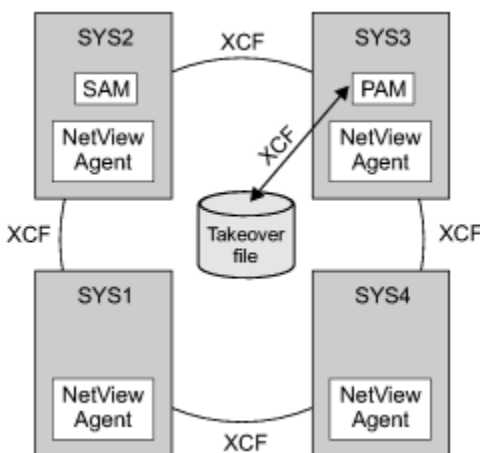 SYS2
XCF
SYS3
SAM
PAM
NetView
Agent
XCF
NetView
Agent
XCF
Takeover
file
XCF
SYS1
SYS4
NetView
Agent
NetView
Agent
XCF